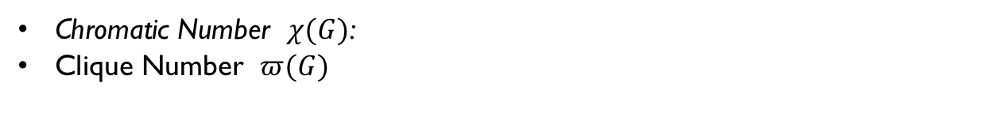 • Chromatic Number χ(G):
• Clique Number ϖ(G)